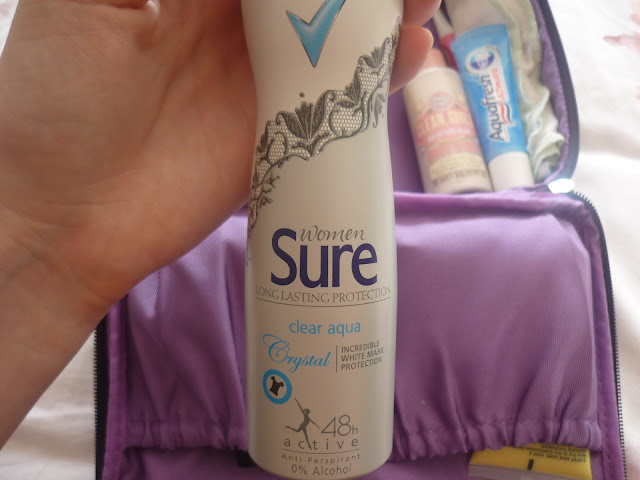 Women
Sure
LONG LASTING PROTECTION
clear aqua
Crystal
INCREDIBLE
WHITE MARK
PROTECTION
48h
active
Anti-Perspirant
0% Alcohol
Aquafresh
CLEAN